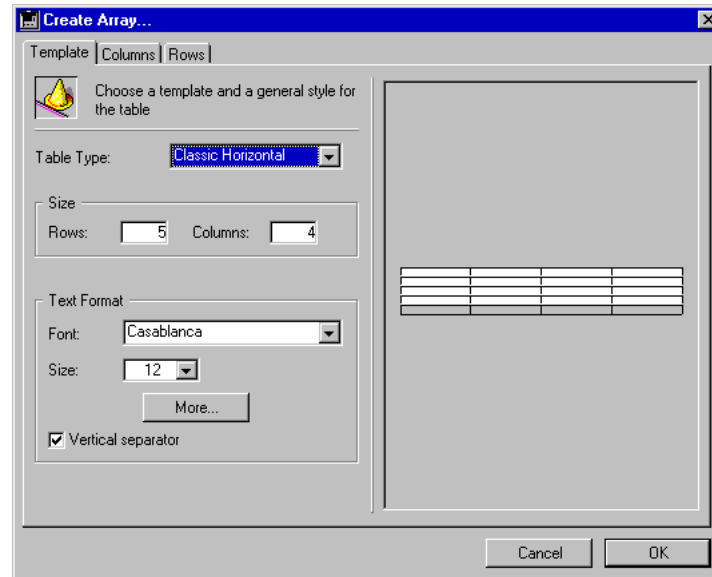 Create Array...
Template Columns Rows
Choose a template and a general style for
the table
Table Type: Classic Horizontal
Size
Rows: 5 Columns: 4
Text Format
Font: Casablanca
Size: 12
More...
Vertical separator
Cancel OK